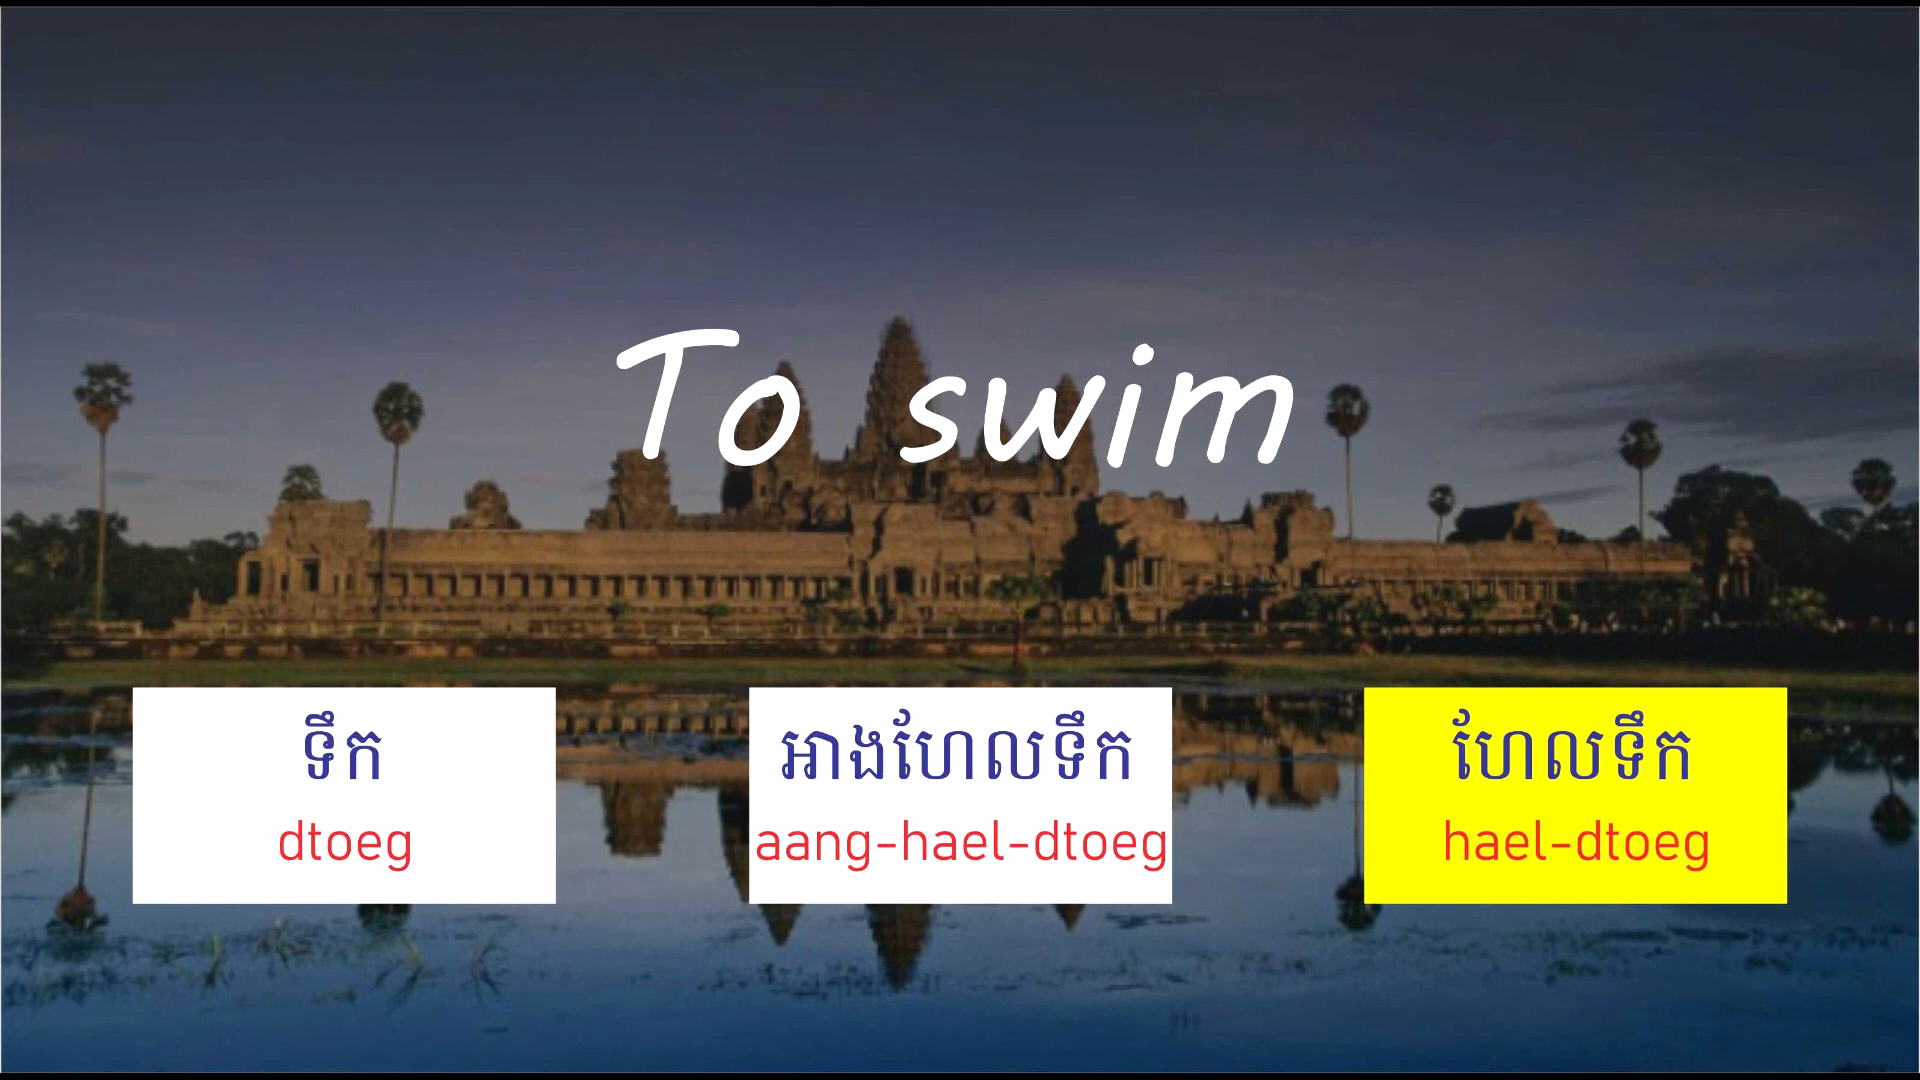 To swim
ទឹក
dtoeg
អាងហែលទឹក
aang-hael-dtoeg
ហែលទឹក
hael-dtoeg